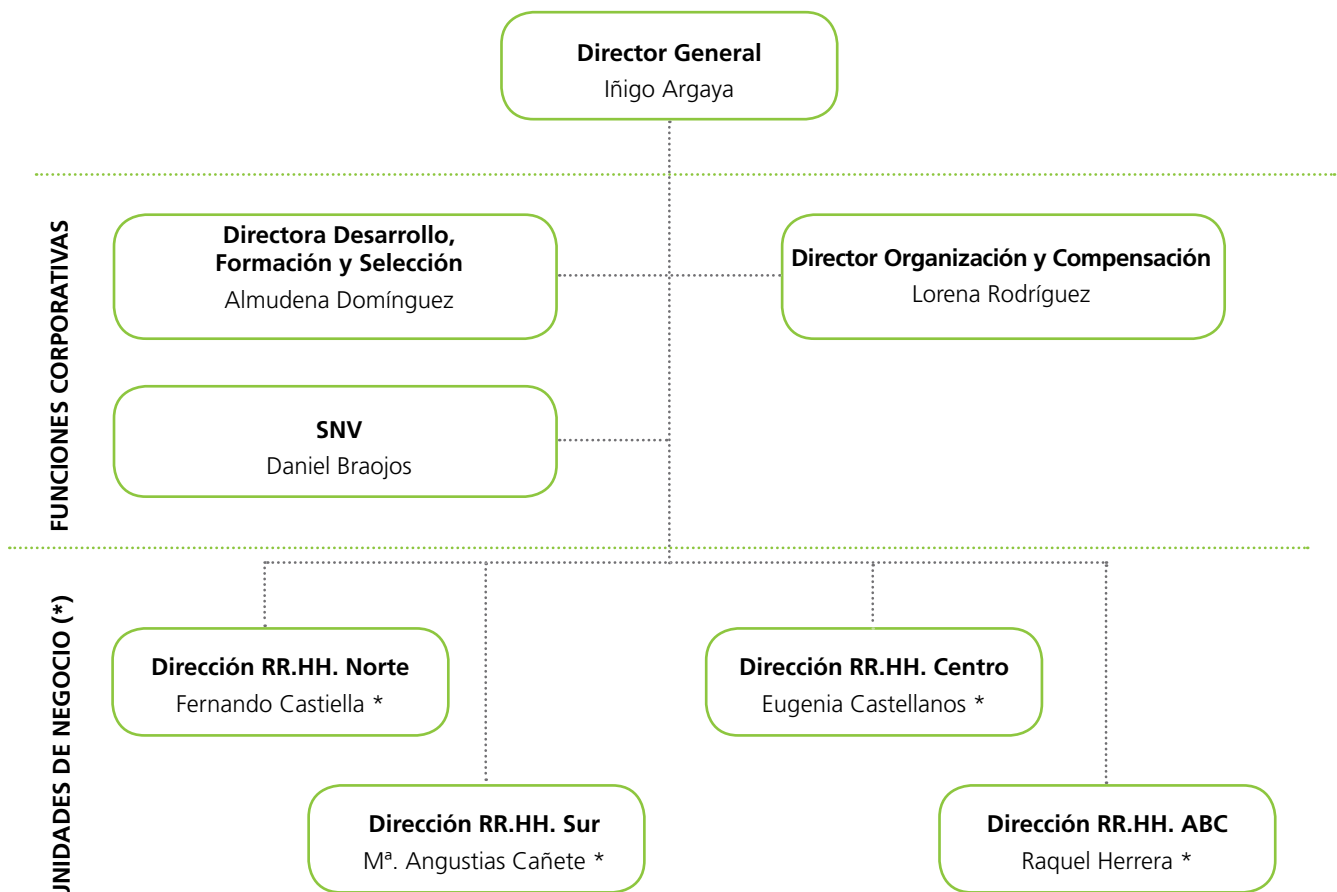 Director General
Iñigo Argaya
FUNCIONES CORPORATIVAS
Directora Desarrollo,
Formación y Selección
Almudena Domínguez
Director Organización y Compensación
Lorena Rodríguez
SNV
Daniel Braojos
UNIDADES DE NEGOCIO (*)
Dirección RR.HH. Norte
Fernando Castiella *
Dirección RR.HH. Centro
Eugenia Castellanos *
Dirección RR.HH. Sur
Mª. Angustias Cañete *
Dirección RR.HH. ABC
Raquel Herrera *